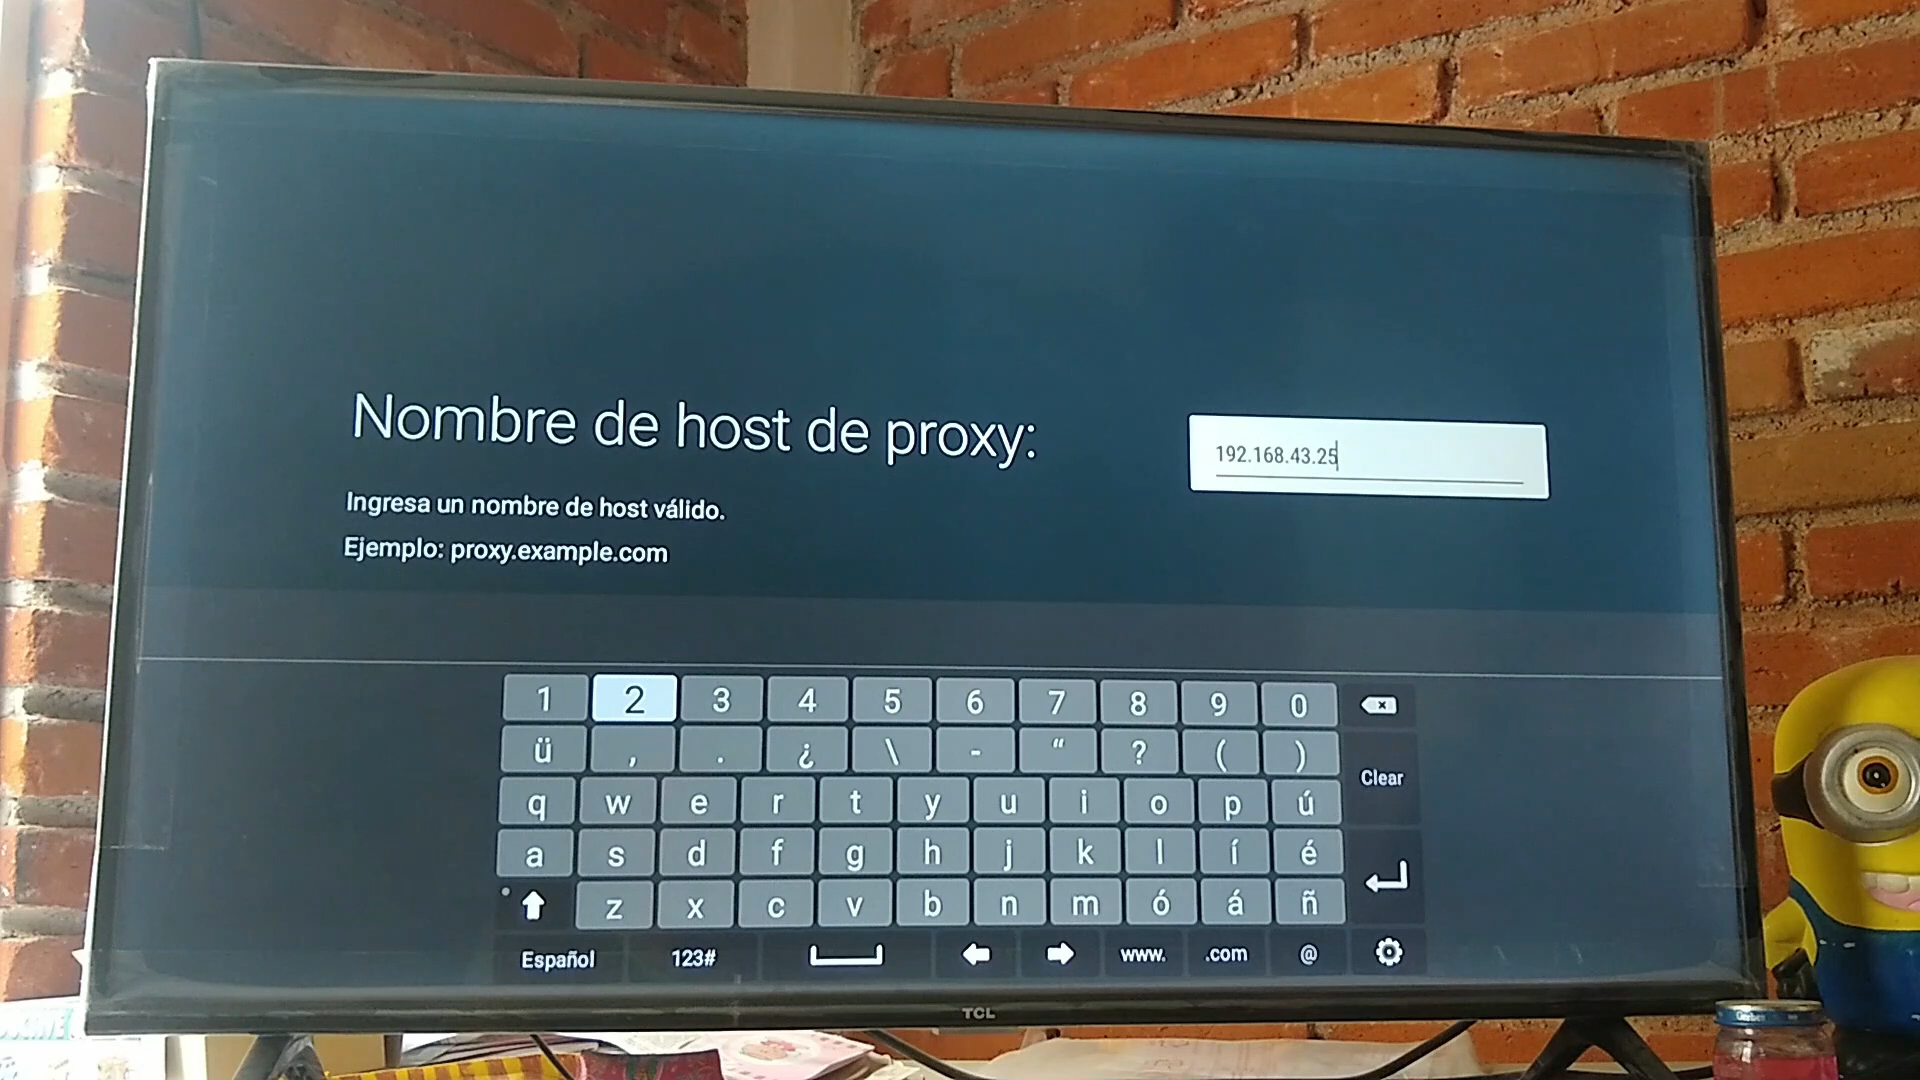 Nombre de host de proxy:
192.168.43.25
Ingresa un nombre de host válido.
Ejemplo: proxy.example.com
1 2 3 4 5 6 7 8 9 0
ü , . ¿ \ - " ? ( )
Clear
q w e r t y u i o p ú
a s d f g h j k l í é
z x c v b n m ó á ñ
Español 123# www. .com @
TCL
Gerber